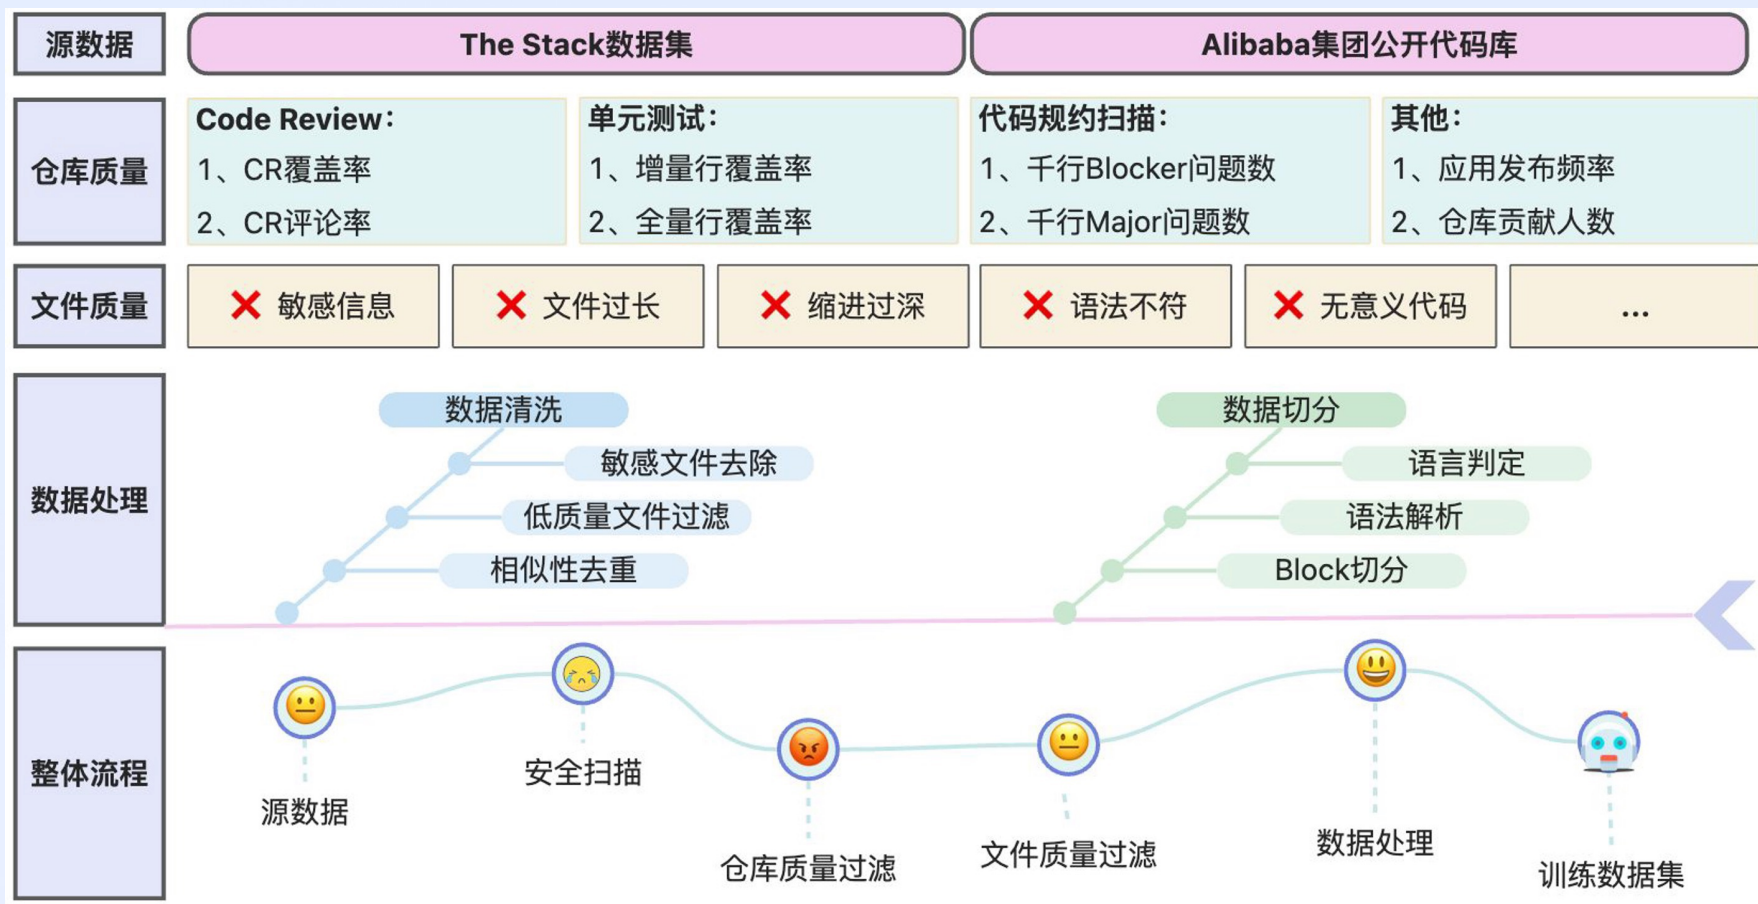 源数据
The Stack数据集
Alibaba集团公开代码库
仓库质量
Code Review：
1、CR覆盖率
2、CR评论率
单元测试：
1、增量行覆盖率
2、全量行覆盖率
代码规约扫描：
1、千行Blocker问题数
2、千行Major问题数
其他：
1、应用发布频率
2、仓库贡献人数
文件质量
敏感信息
文件过长
缩进过深
语法不符
无意义代码
...
数据处理
数据清洗
敏感文件去除
低质量文件过滤
相似性去重
数据切分
语言判定
语法解析
Block切分
整体流程
源数据
安全扫描
仓库质量过滤
文件质量过滤
数据处理
训练数据集